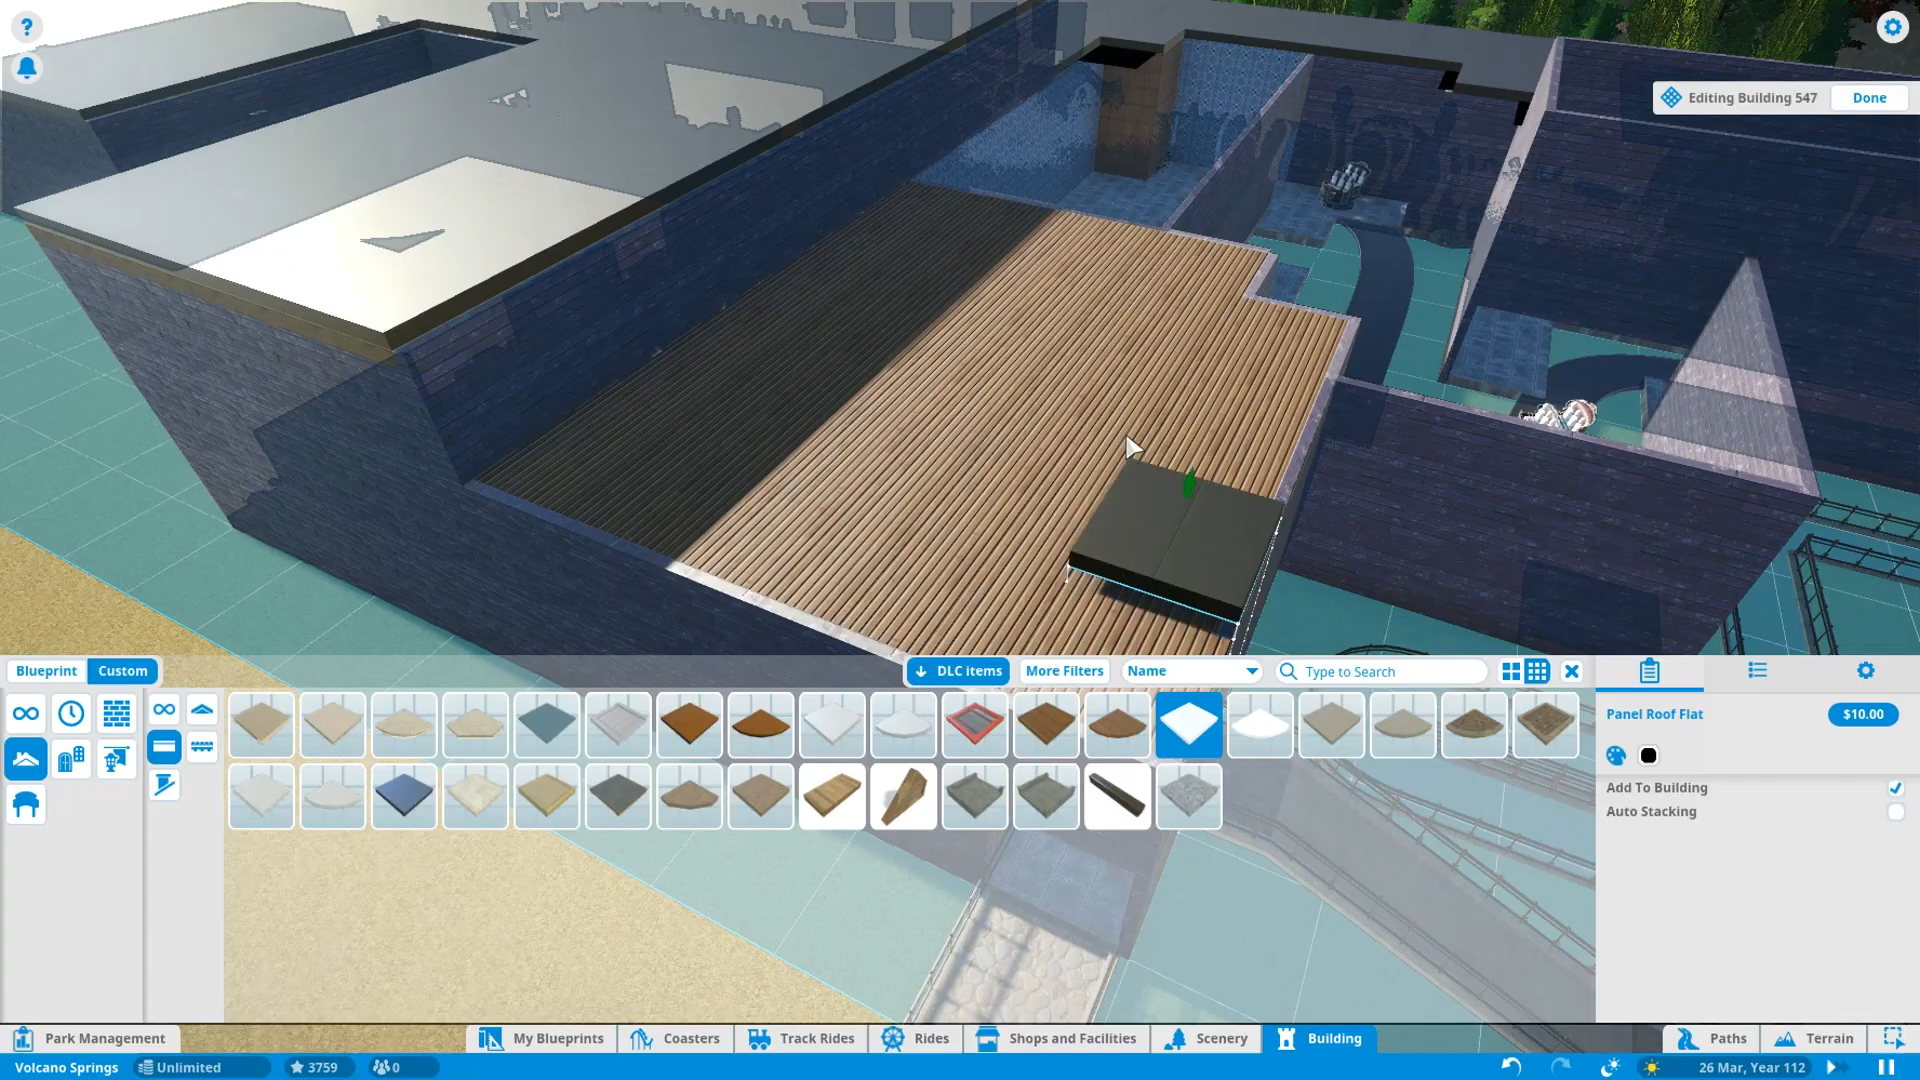 ?
Editing Building 547
Done
Blueprint
Custom
DLC items
More Filters
Name
Type to Search
Panel Roof Flat
$10.00
Add To Building
Auto Stacking
Park Management
My Blueprints
Coasters
Track Rides
Rides
Shops and Facilities
Scenery
Building
Paths
Terrain
Volcano Springs
Unlimited
3759
0
26 Mar, Year 112